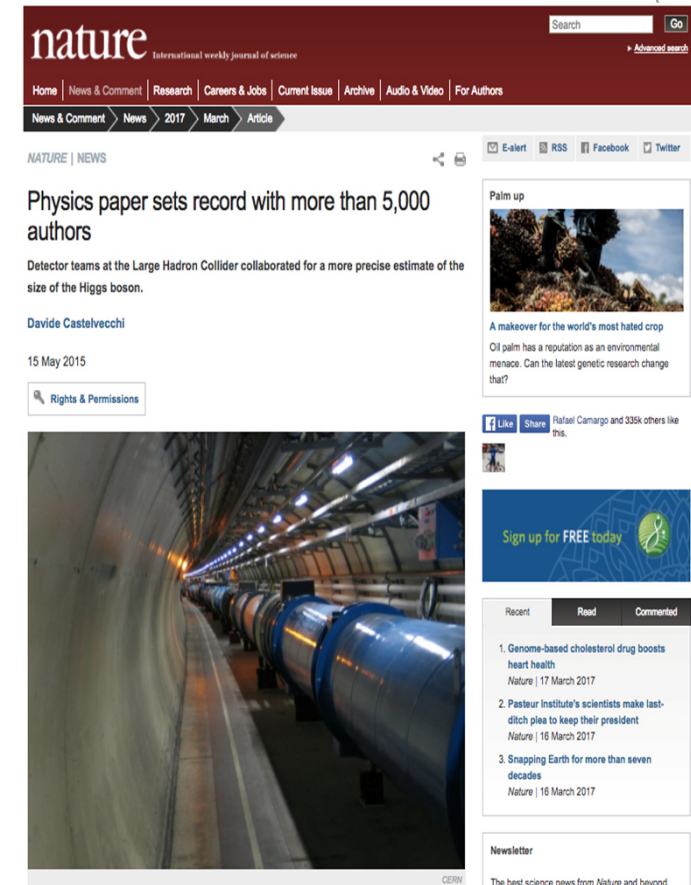 nature International weekly journal of science
Search Go
Advanced search
Home News & Comment Research Careers & Jobs Current Issue Archive Audio & Video For Authors
News & Comment News 2017 March Article
E-alert RSS Facebook Twitter
NATURE | NEWS
Physics paper sets record with more than 5,000
authors
Detector teams at the Large Hadron Collider collaborated for a more precise estimate of the
size of the Higgs boson.
Davide Castelvecchi
15 May 2015
Rights & Permissions
CERN
Palm up
A makeover for the world's most hated crop
Oil palm has a reputation as an environmental
menace. Can the latest genetic research change
that?
Like Share Rafael Camargo and 335k others like
this.
Sign up for FREE today
Recent Read Commented
1. Genome-based cholesterol drug boosts
heart health
Nature | 17 March 2017
2. Pasteur Institute's scientists make last-
ditch plea to keep their president
Nature | 16 March 2017
3. Snapping Earth for more than seven
decades
Nature | 16 March 2017
Newsletter
The best science news from Nature and beyond,